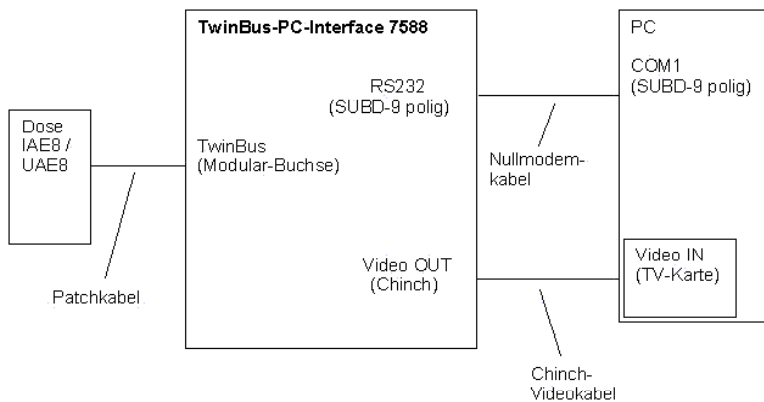 TwinBus-PC-Interface 7588
PC
RS232
(SUBD-9 polig)
COM1
(SUBD-9 polig)
Dose
IAE8 /
UAE8
TwinBus
(Modular-Buchse)
Nullmodem-
kabel
Video OUT
(Chinch)
Video IN
(TV-Karte)
Patchkabel
Chinch-
Videokabel